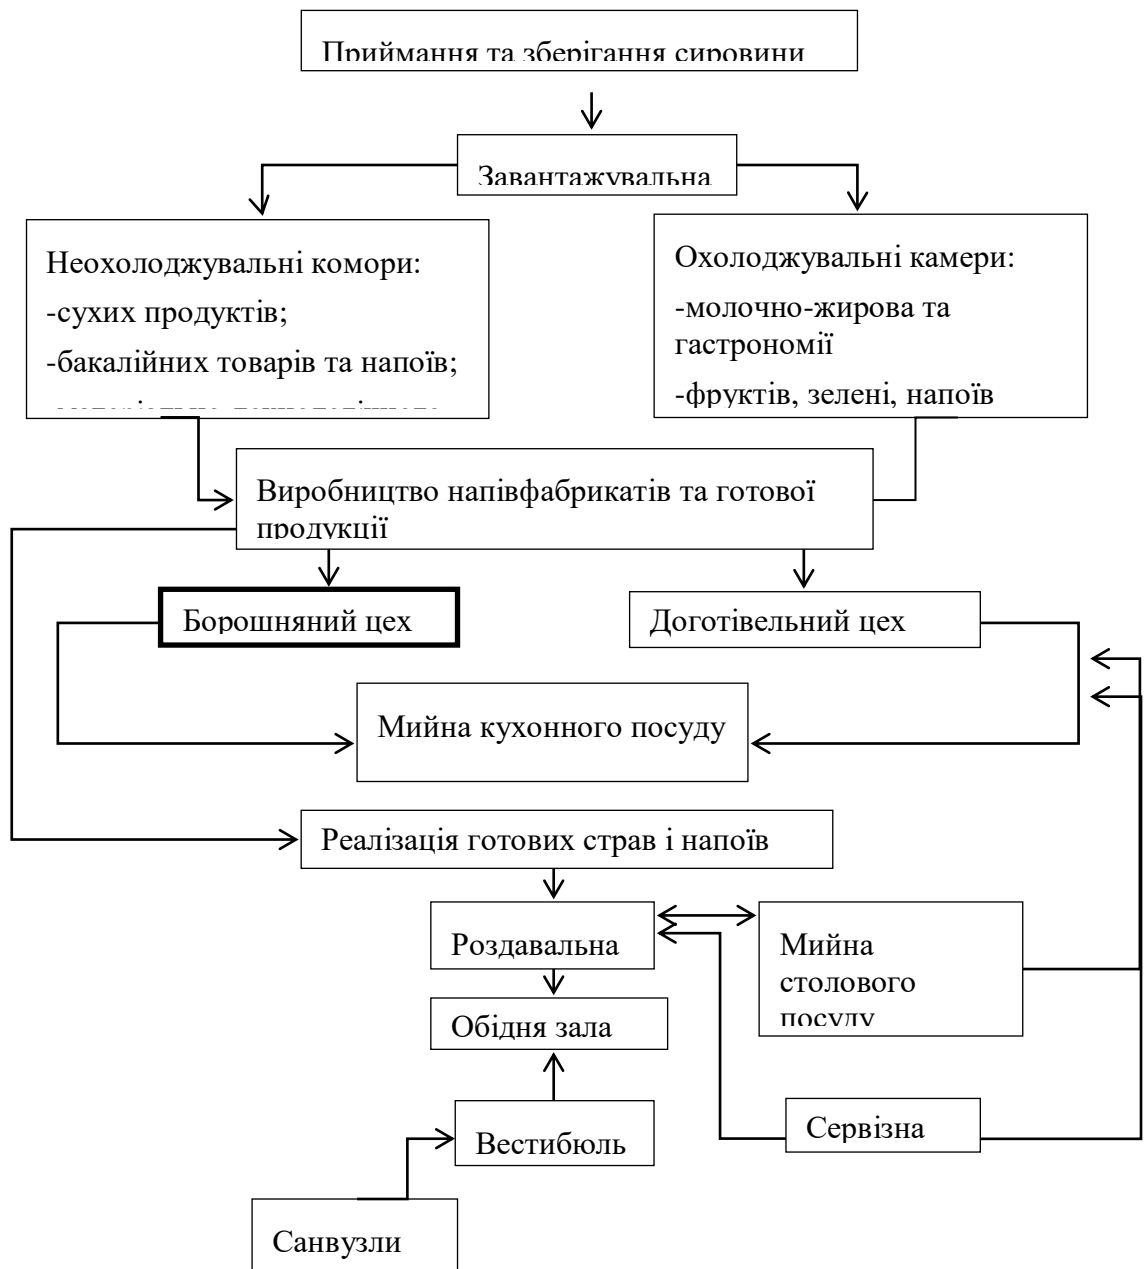 Приймання та зберігання сировини
Завантажувальна
Неохолоджувальні комори:
-сухих продуктів;
-бакалійних товарів та напоїв;
Охолоджувальні камери:
-молочно-жирова та
гастрономії
-фруктів, зелені, напоїв
Виробництво напівфабрикатів та готової
продукції
Борошняний цех
Доготівельний цех
Мийна кухонного посуду
Реалізація готових страв і напоїв
Роздавальна
Мийна
столового
посуду
Обідня зала
Сервізна
Вестибюль
Санвузли